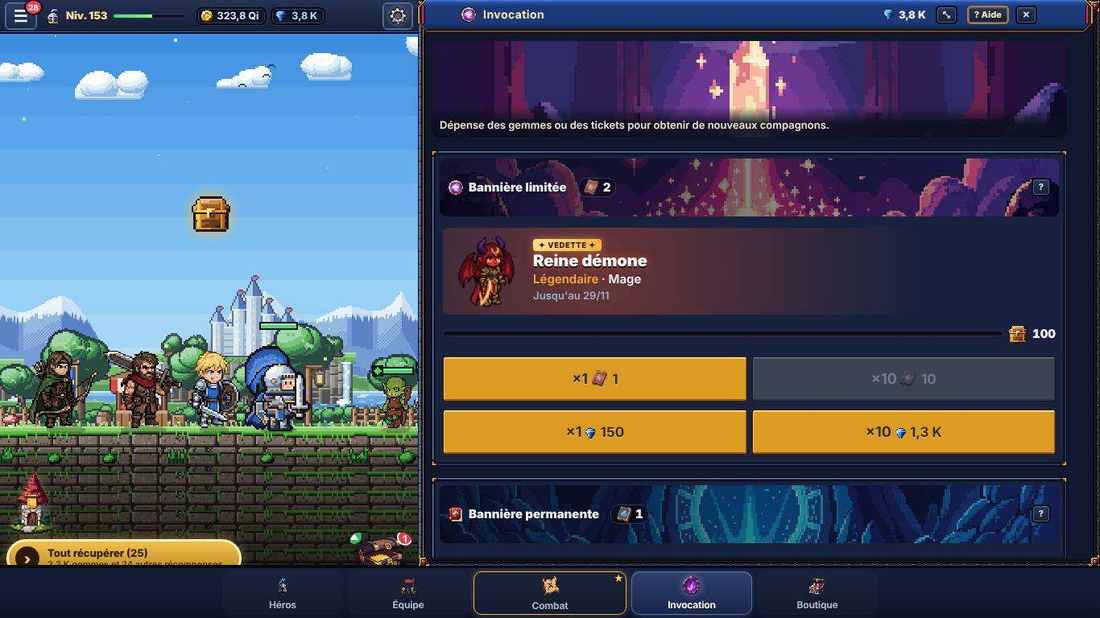 28
Niv. 153
323,8 Qi
3,8 K
Invocation
3,8 K
? Aide
Dépense des gemmes ou des tickets pour obtenir de nouveaux compagnons.
Bannière limitée
2
?
VEDETTE
Reine démone
Légendaire · Mage
Jusqu'au 29/11
100
×1 1
×10 10
×1 150
×10 1,3 K
Bannière permanente
1
?
Tout récupérer (25)
1
Héros
Équipe
Combat
Invocation
Boutique